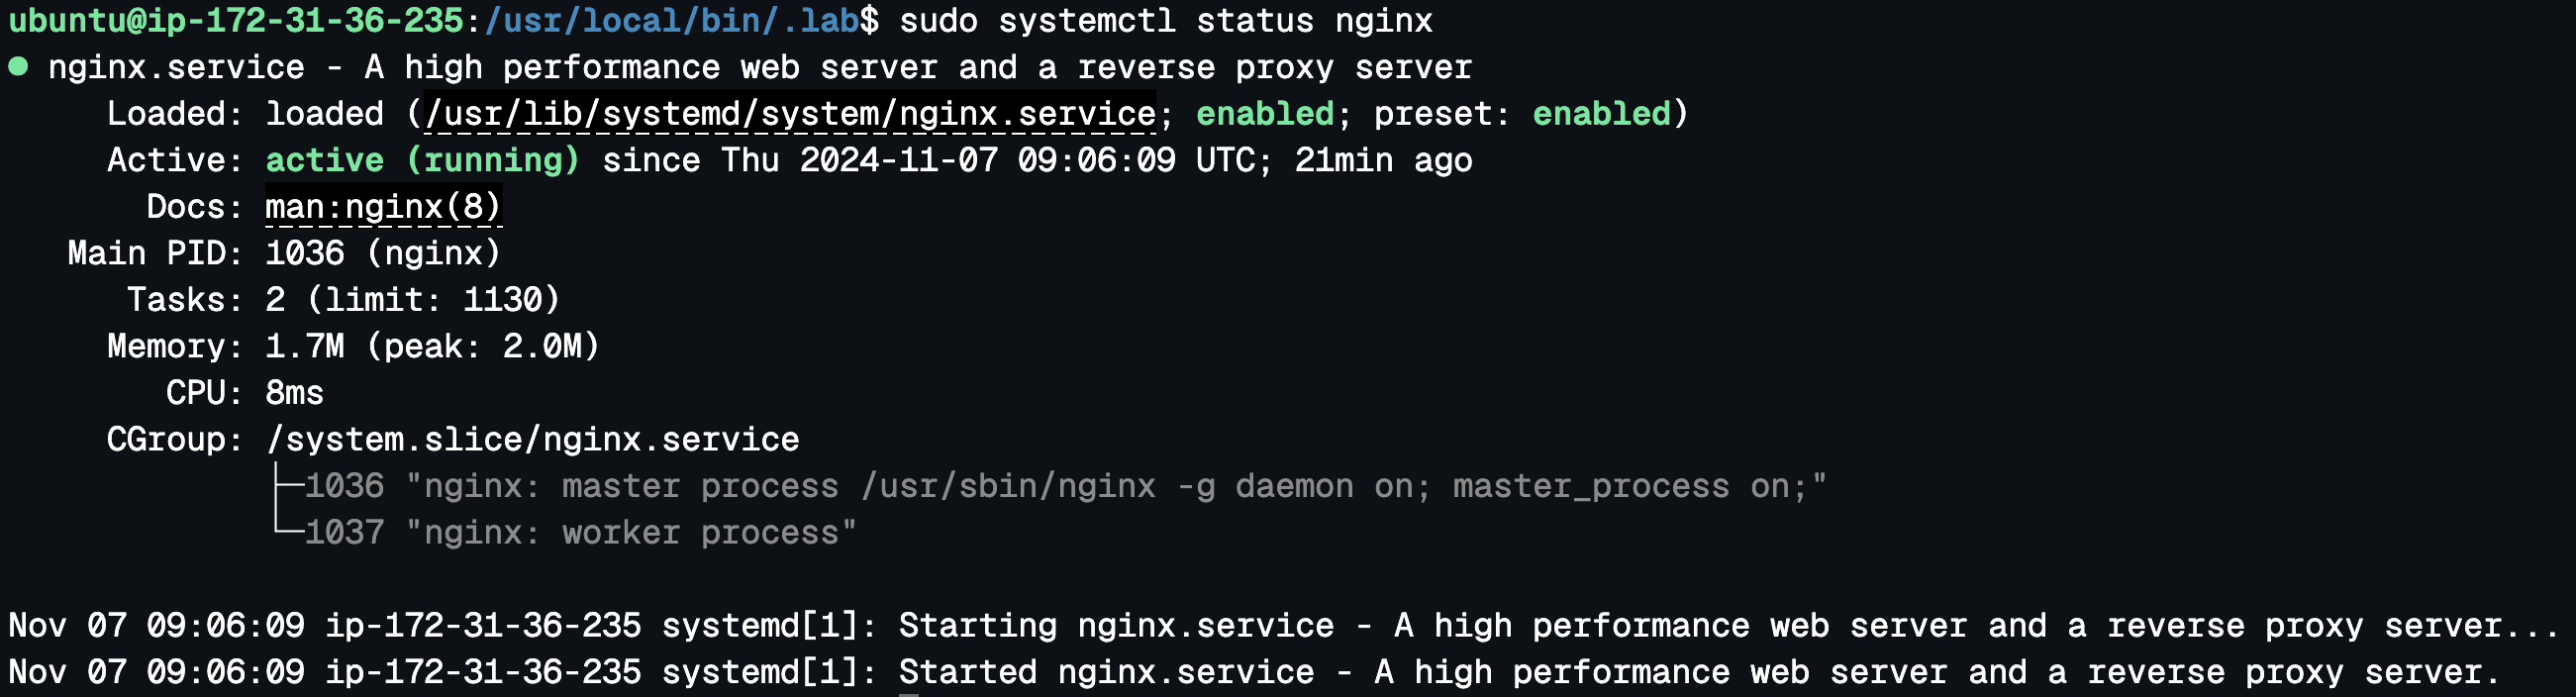 ubuntu@ip-172-31-36-235:/usr/local/bin/.lab$ sudo systemctl status nginx
● nginx.service - A high performance web server and a reverse proxy server
     Loaded: loaded (/usr/lib/systemd/system/nginx.service; enabled; preset: enabled)
     Active: active (running) since Thu 2024-11-07 09:06:09 UTC; 21min ago
       Docs: man:nginx(8)
   Main PID: 1036 (nginx)
      Tasks: 2 (limit: 1130)
     Memory: 1.7M (peak: 2.0M)
        CPU: 8ms
     CGroup: /system.slice/nginx.service
             ├─1036 "nginx: master process /usr/sbin/nginx -g daemon on; master_process on;"
             └─1037 "nginx: worker process"

Nov 07 09:06:09 ip-172-31-36-235 systemd[1]: Starting nginx.service - A high performance web server and a reverse proxy server...
Nov 07 09:06:09 ip-172-31-36-235 systemd[1]: Started nginx.service - A high performance web server and a reverse proxy server.